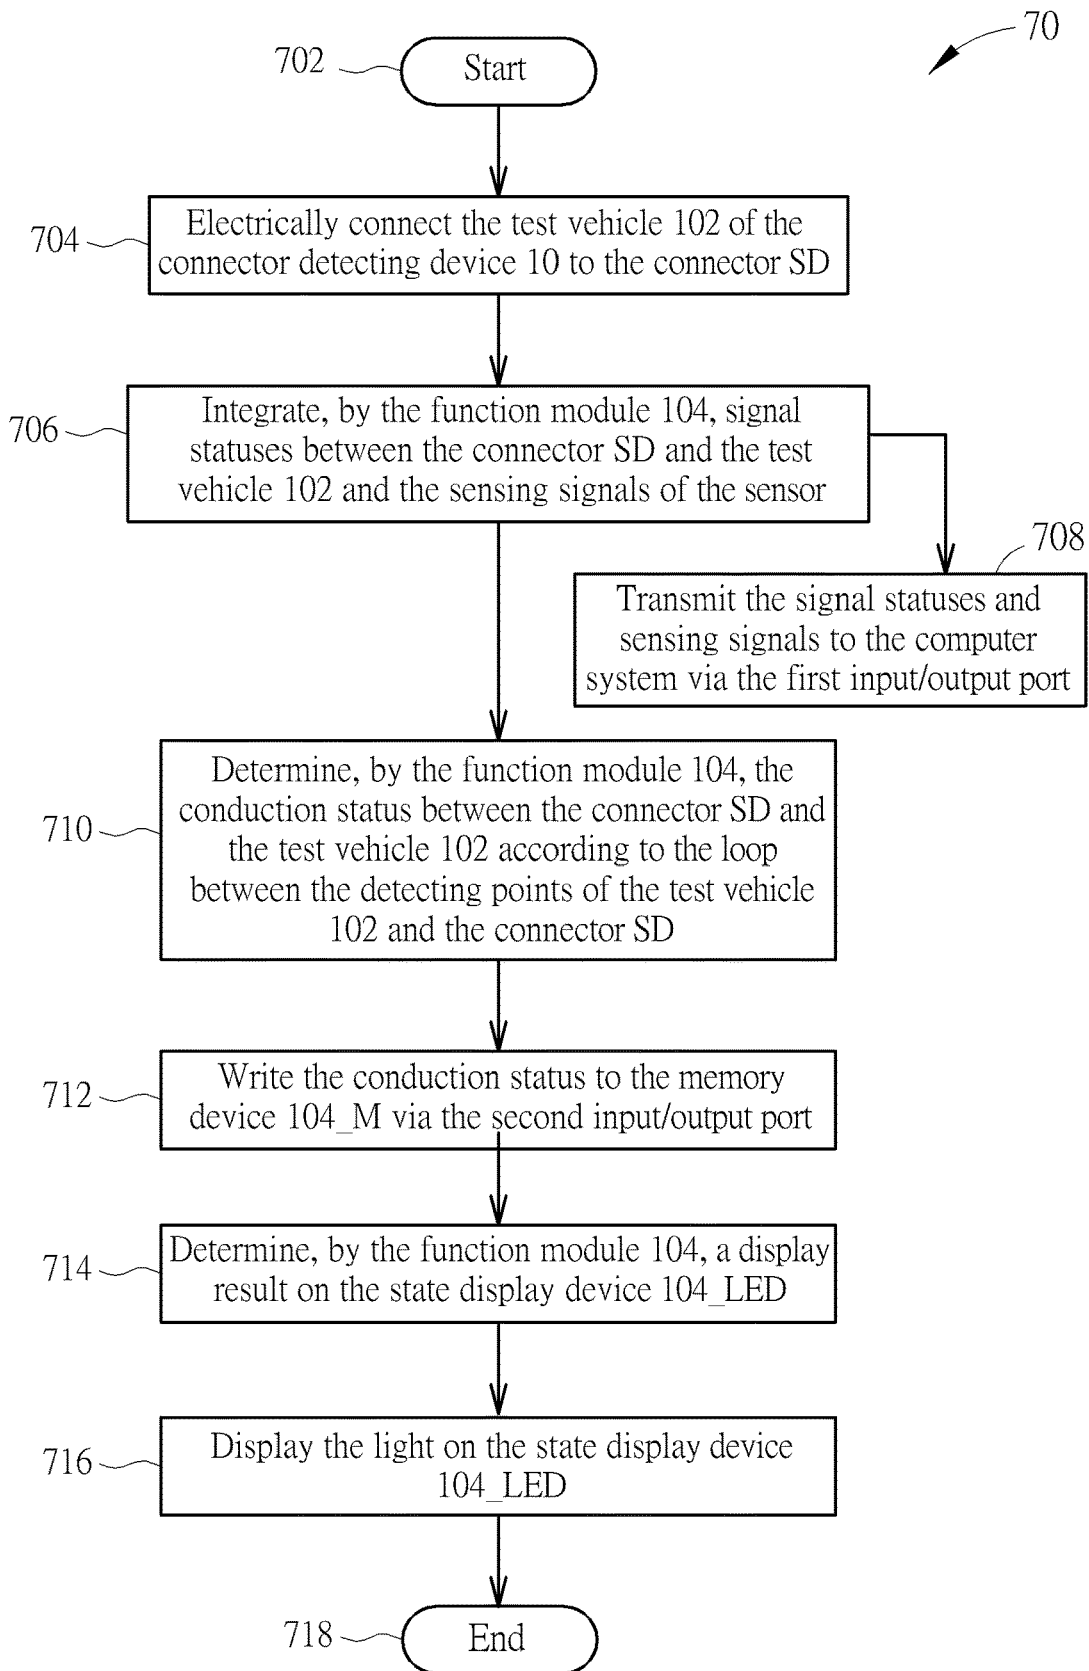 70
702
Start
704
Electrically connect the test vehicle 102 of the
connector detecting device 10 to the connector SD
706
Integrate, by the function module 104, signal
statuses between the connector SD and the test
vehicle 102 and the sensing signals of the sensor
708
Transmit the signal statuses and
sensing signals to the computer
system via the first input/output port
710
Determine, by the function module 104, the
conduction status between the connector SD and
the test vehicle 102 according to the loop
between the detecting points of the test vehicle
102 and the connector SD
712
Write the conduction status to the memory
device 104_M via the second input/output port
714
Determine, by the function module 104, a display
result on the state display device 104_LED
716
Display the light on the state display device
104_LED
718
End